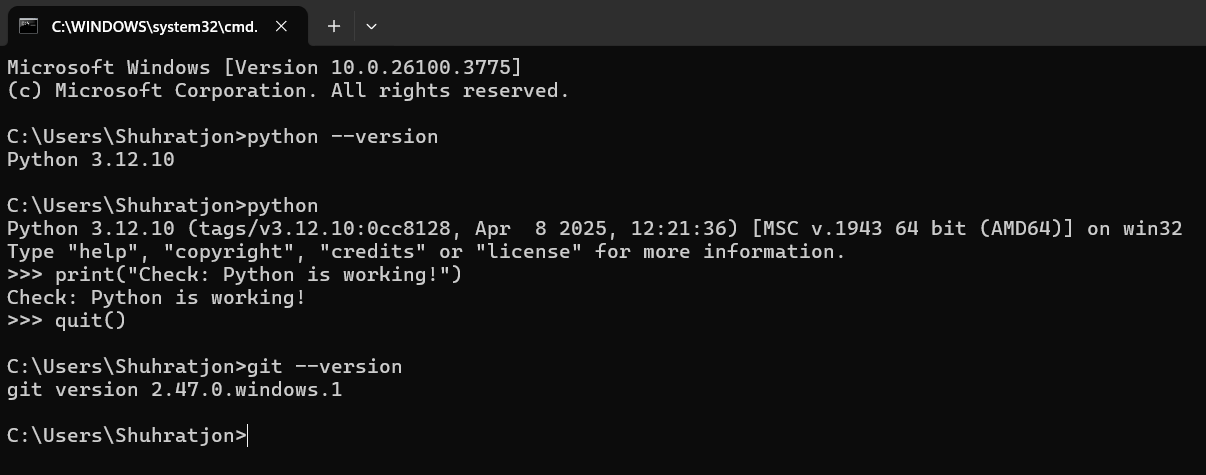 C:\WINDOWS\system32\cmd.
Microsoft Windows [Version 10.0.26100.3775]
(c) Microsoft Corporation. All rights reserved.
C:\Users\Shuhratjon>python --version
Python 3.12.10
C:\Users\Shuhratjon>python
Python 3.12.10 (tags/v3.12.10:0cc8128, Apr  8 2025, 12:21:36) [MSC v.1943 64 bit (AMD64)] on win32
Type "help", "copyright", "credits" or "license" for more information.
>>> print("Check: Python is working!")
Check: Python is working!
>>> quit()
C:\Users\Shuhratjon>git --version
git version 2.47.0.windows.1
C:\Users\Shuhratjon>